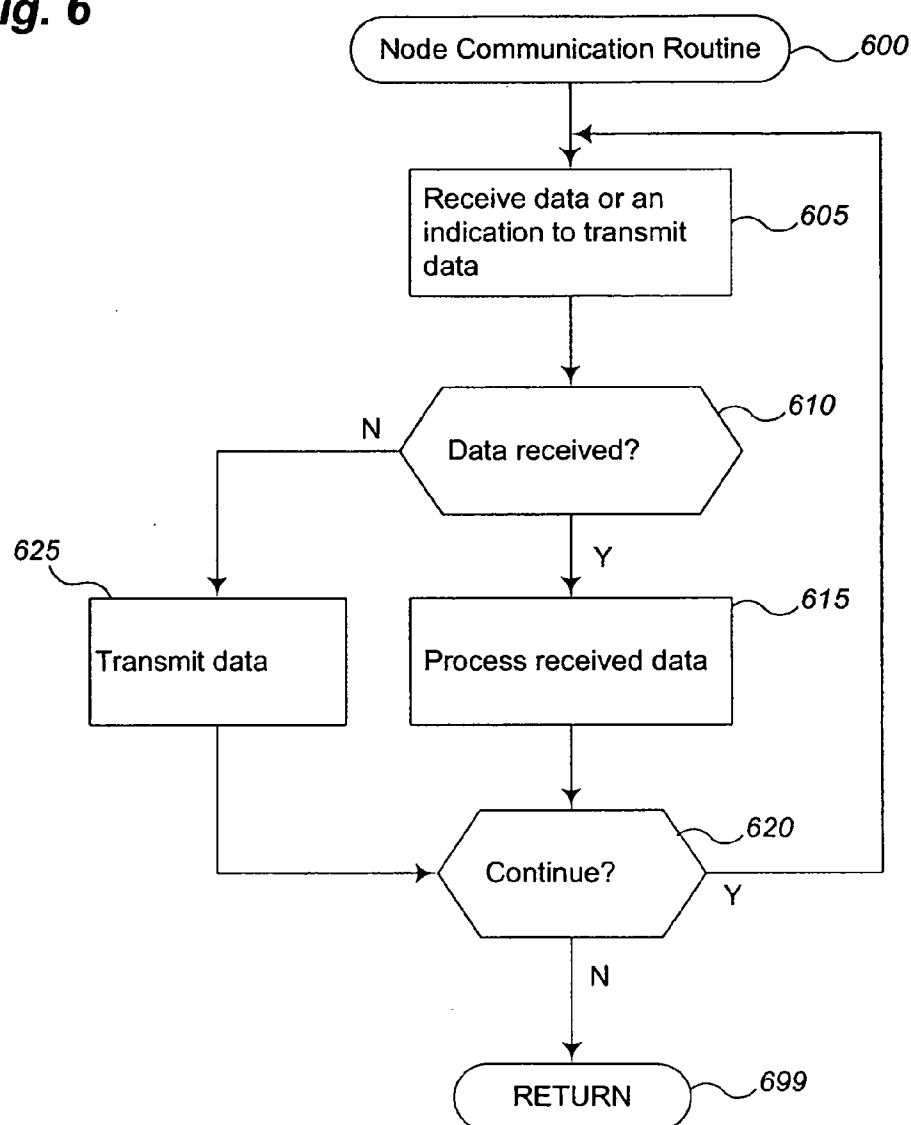 ig. 6
Node Communication Routine
600
Receive data or an
indication to transmit
data
605
610
N
Data received?
Y
625
615
Transmit data
Process received data
620
Continue?
Y
N
RETURN
699